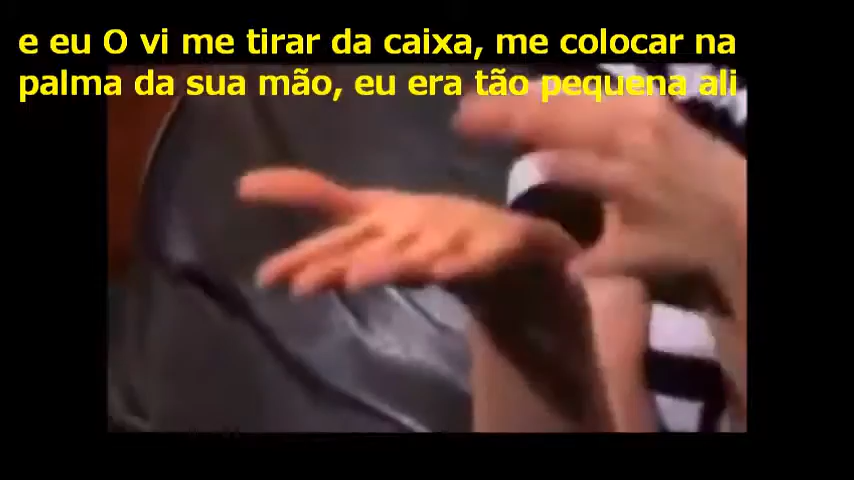 e eu O vi me tirar da caixa, me colocar na
palma da sua mão, eu era tão pequena ali